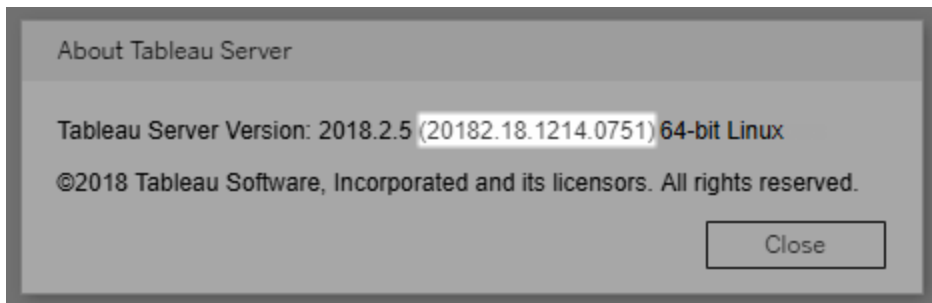 About Tableau Server
Tableau Server Version: 2018.2.5 (20182.18.1214.0751) 64-bit Linux
©2018 Tableau Software, Incorporated and its licensors. All rights reserved.
Close